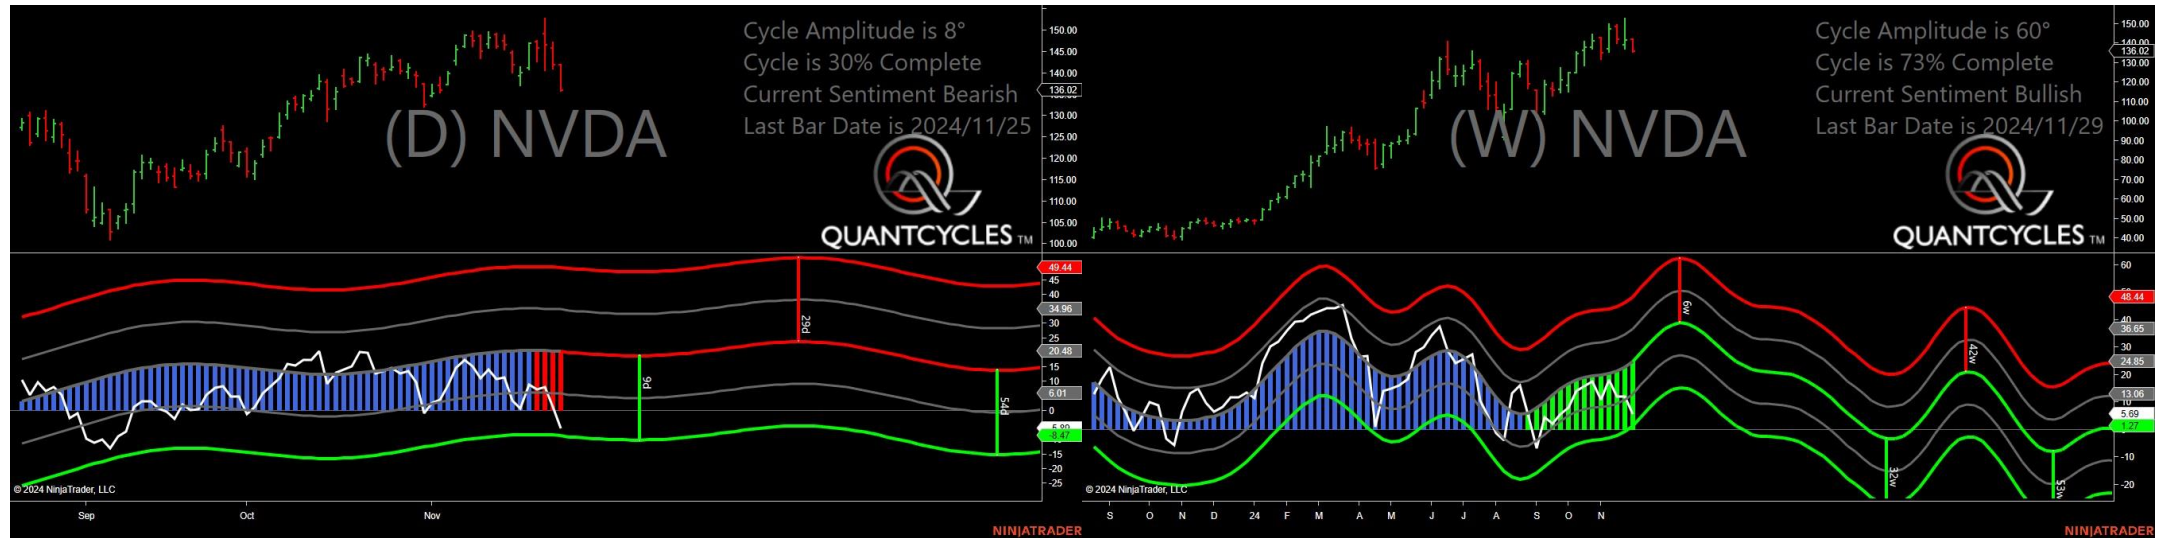 Cycle Amplitude is 8°
Cycle is 30% Complete
Current Sentiment Bearish
Last Bar Date is 2024/11/25
(D) NVDA
QUANTCYCLES TM
150.00
145.00
140.00
136.02
130.00
125.00
120.00
115.00
110.00
105.00
100.00
49.44
45
40
34.96
30
25
20.48
15
10
6.01
0
-8.47
-15
-20
-25
9d
29d
54d
© 2024 NinjaTrader, LLC
Sep Oct Nov
NINJATRADER
Cycle Amplitude is 60°
Cycle is 73% Complete
Current Sentiment Bullish
Last Bar Date is 2024/11/29
(W) NVDA
QUANTCYCLES TM
150.00
140.00
136.02
130.00
120.00
110.00
100.00
90.00
80.00
70.00
60.00
50.00
40.00
60
48.44
40
36.65
30
24.85
20
13.06
10
5.69
1.27
-10
-20
6w
42w
32w
53w
© 2024 NinjaTrader, LLC
S O N D 24 F M A M J J A S O N
NINJATRADER